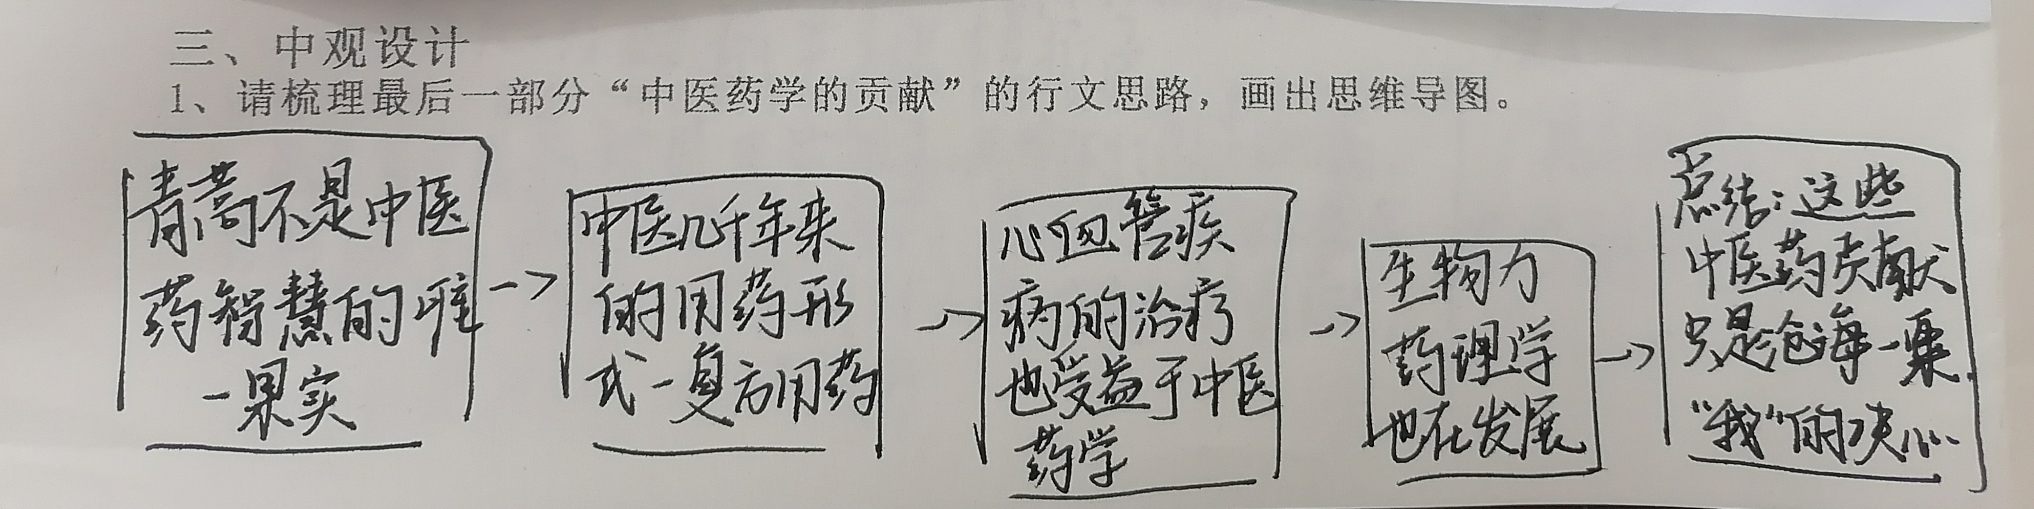 三、中观设计
1、请梳理最后一部分“中医药学的贡献”的行文思路，画出思维导图。
青蒿不是中医
药智慧的唯
一果实
中医几千年来
的用药形
式-复方用药
心血管疾
病的治疗
也受益于中医
药学
生物力
药理学
也在发展
总结：这些
中医药贡献
只是沧海一粟
“我”的决心